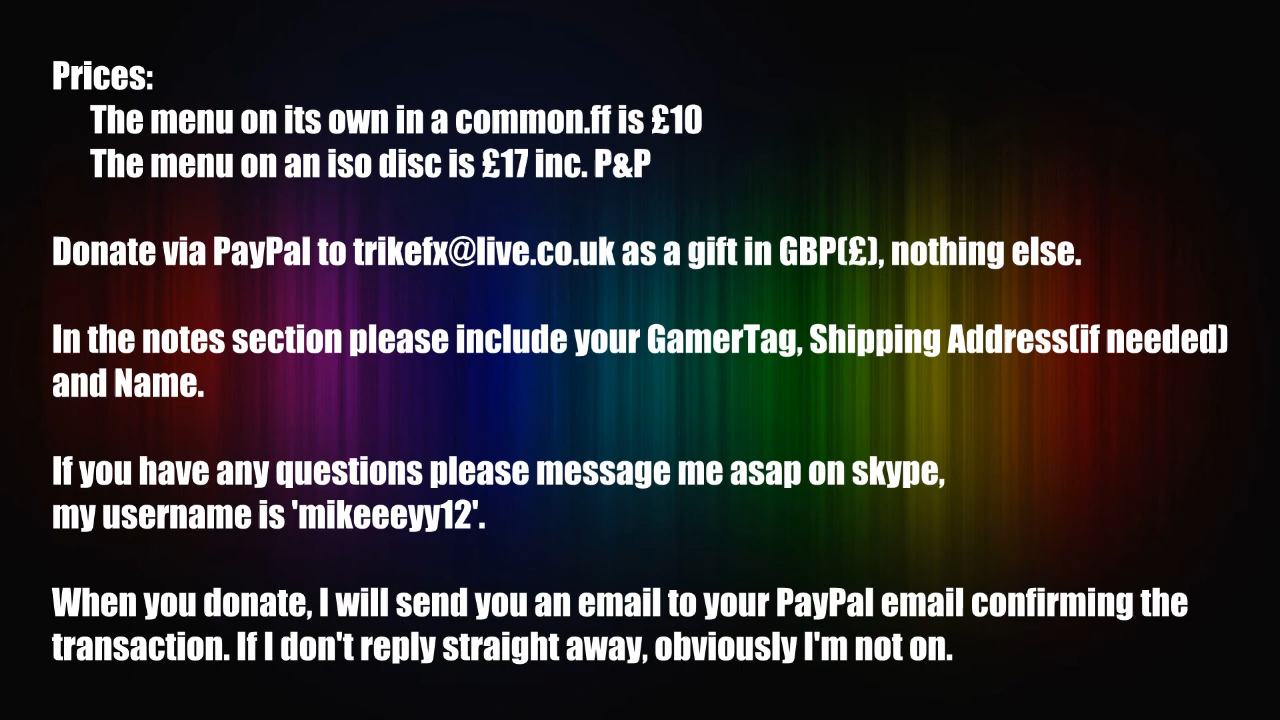 Prices:
The menu on its own in a common.ff is £10
The menu on an iso disc is £17 inc. P&P
Donate via PayPal to trikefx@live.co.uk as a gift in GBP(£), nothing else.
In the notes section please include your GamerTag, Shipping Address(if needed)
and Name.
If you have any questions please message me asap on skype,
my username is 'mikeeeyy12'.
When you donate, I will send you an email to your PayPal email confirming the
transaction. If I don't reply straight away, obviously I'm not on.